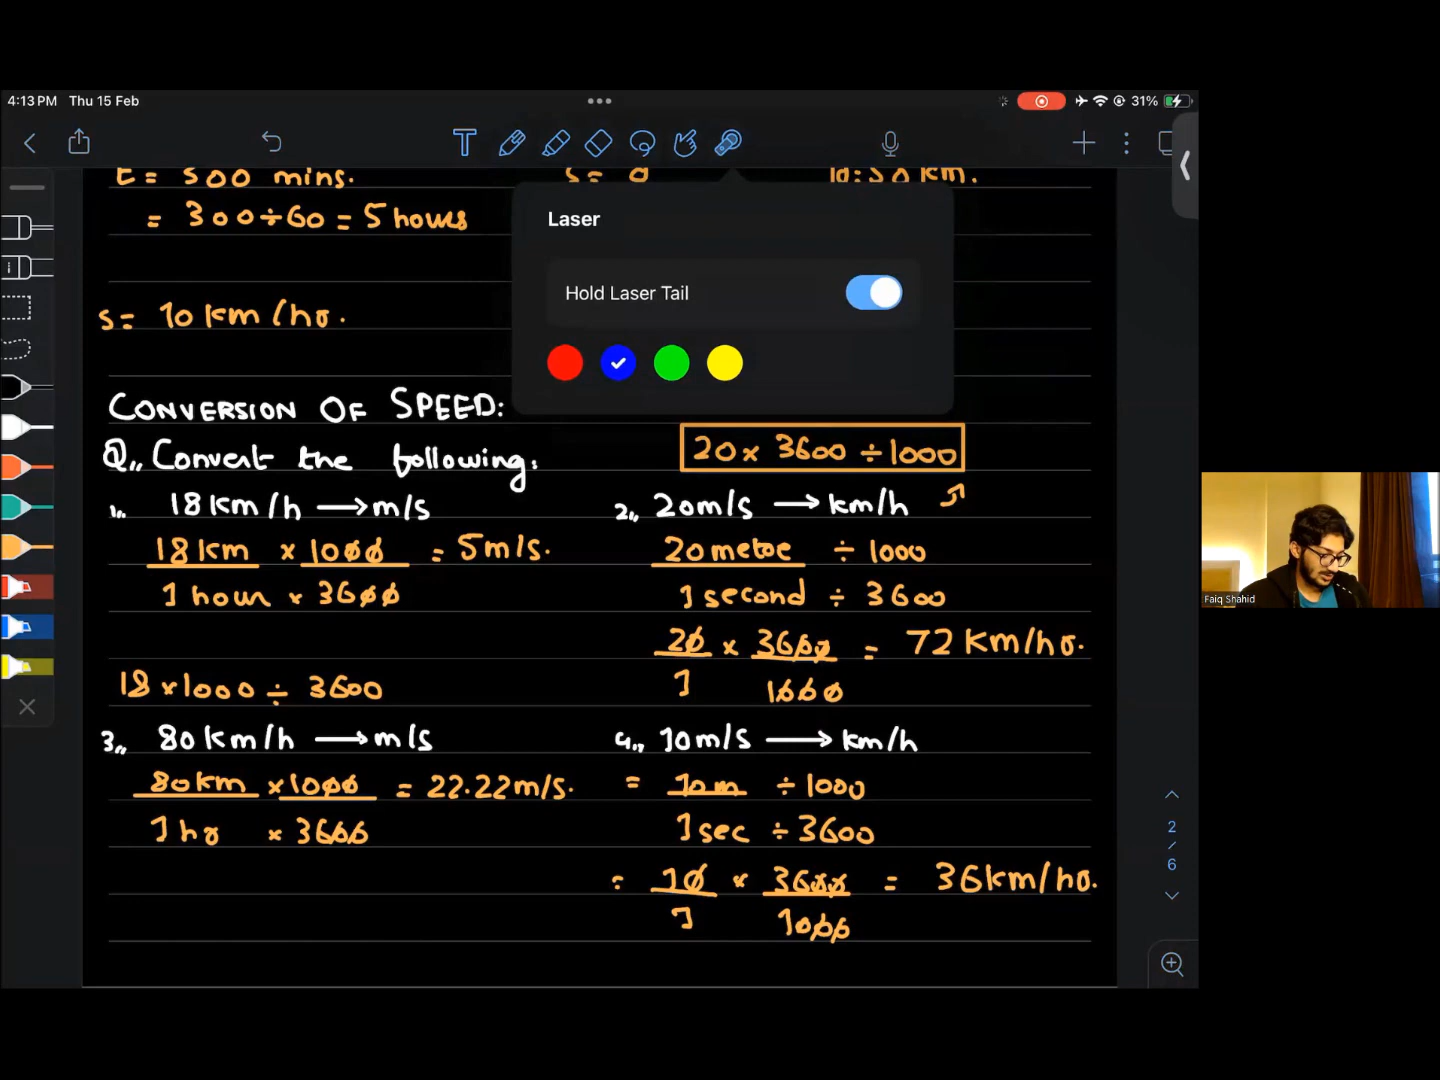 4:13 PM Thu 15 Feb
31%
T
t = 300 mins.
= 300 ÷ 60 = 5 hours
s = d
Td: 50 km.
Laser
Hold Laser Tail
s = 10 km/hr.
CONVERSION OF SPEED:
Q,, Convert the following:
20 × 3600 ÷ 1000
1,, 18 km/h → m/s
18 km × 1000 = 5 m/s.
1 hour × 3600
18 × 1000 ÷ 3600
2,, 20 m/s → km/h
20 metre ÷ 1000
1 second ÷ 3600
20 × 3600 = 72 km/hr.
1 1000
3,, 80 km/h → m/s
80 km × 1000 = 22.22 m/s.
1 hr × 3600
4,, 10 m/s → km/h
= 10 m ÷ 1000
1 sec ÷ 3600
= 10 × 3600 = 36 km/hr.
1 1000
2
/
6
Faiq Shahid